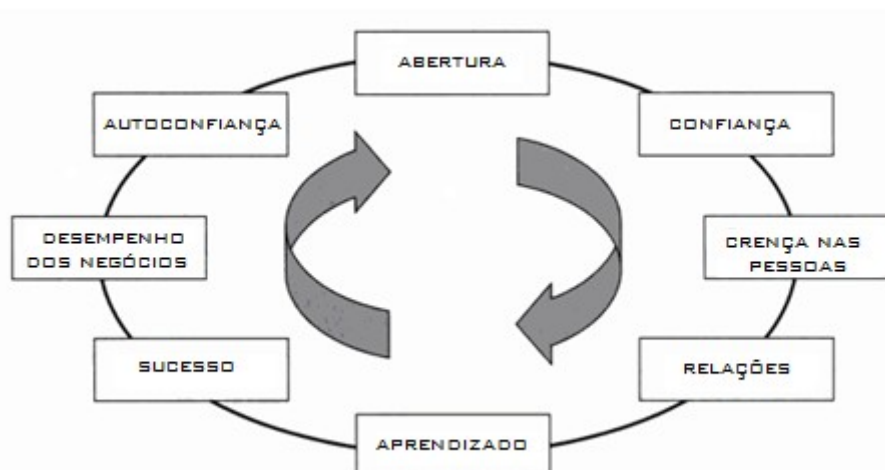 ABERTURA
AUTOCONFIANÇA
CONFIANÇA
DESEMPENHO
DOS NEGÓCIOS
CRENÇA NAS
PESSOAS
SUCESSO
RELAÇÕES
APRENDIZADO